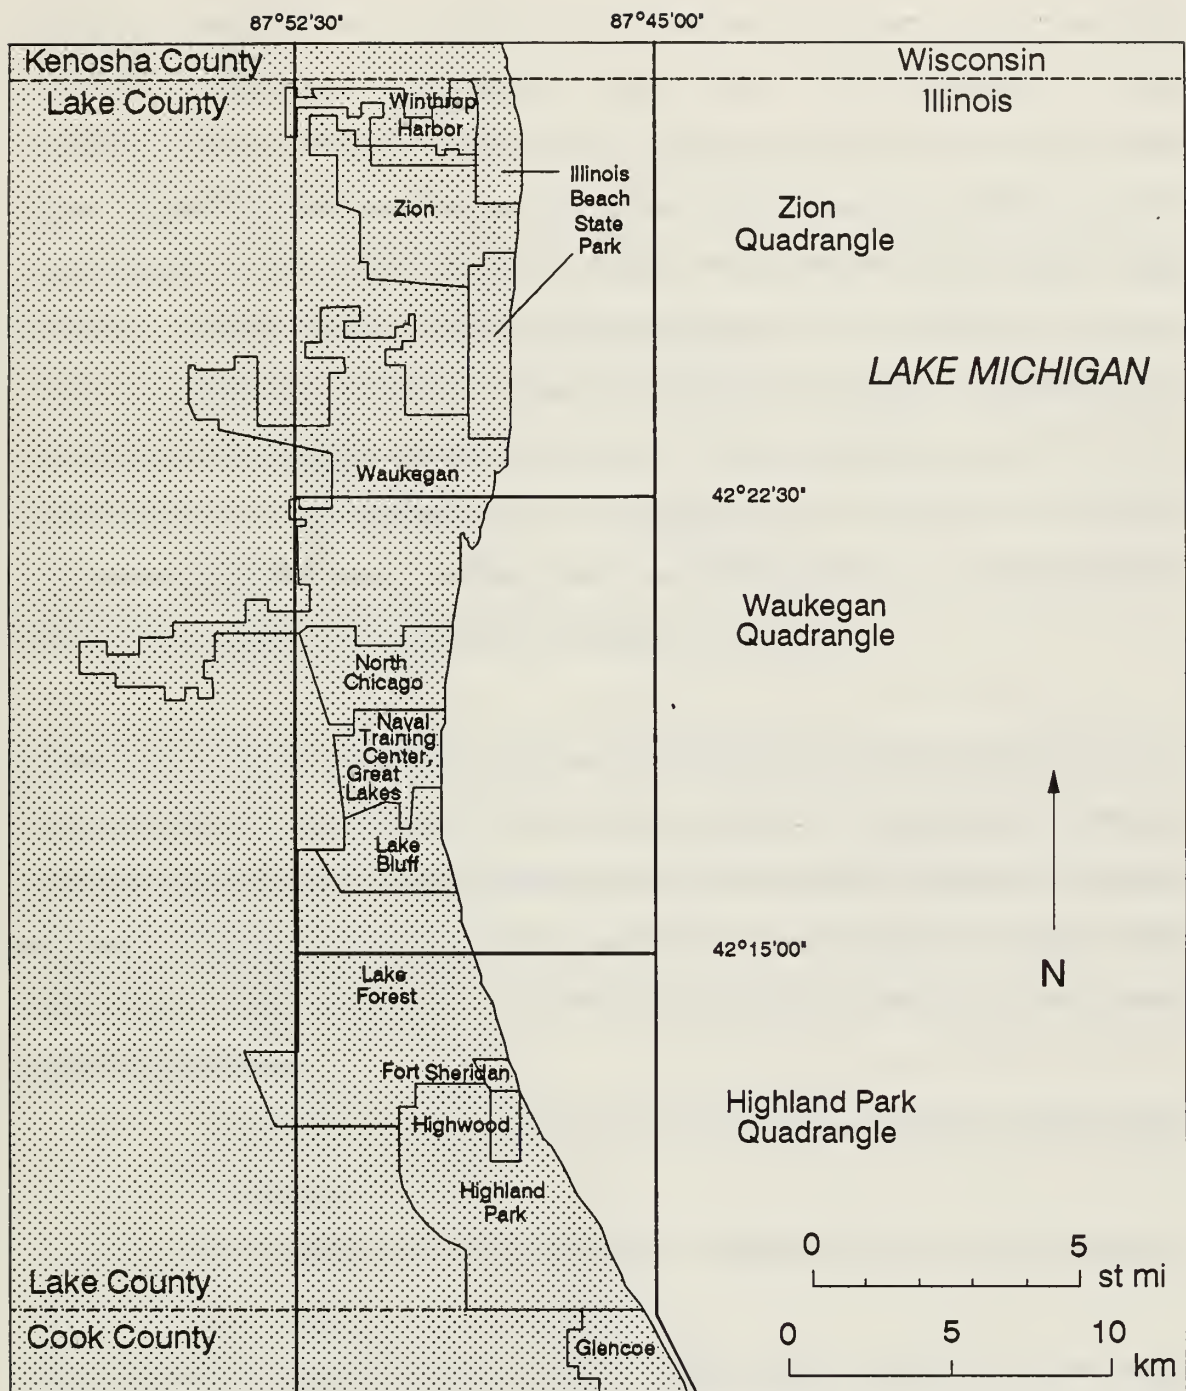 87°52'30"
87°45'00"
Kenosha County
Wisconsin
Lake County
Illinois
Winthrop
Harbor
Illinois
Beach
State
Park
Zion
Zion
Quadrangle
LAKE MICHIGAN
Waukegan
42°22'30"
Waukegan
Quadrangle
North
Chicago
Naval
Training
Center,
Great
Lakes
Lake
Bluff
42°15'00"
N
Lake
Forest
Fort Sheridan
Highwood
Highland Park
Quadrangle
Highland
Park
0 5
st mi
Lake County
Cook County
Glencoe
0 5 10
km